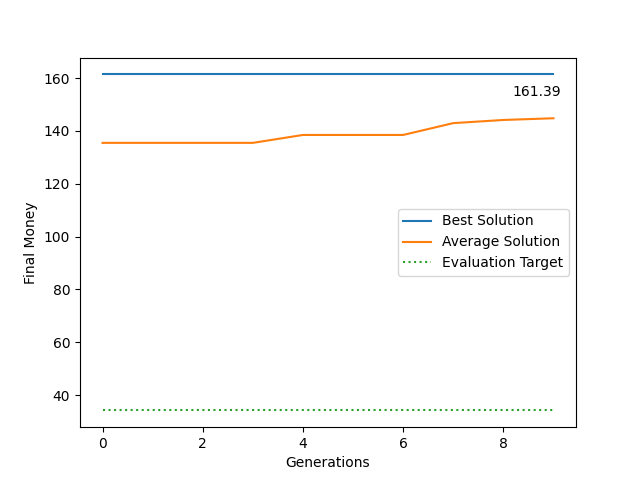 160
161.39
140
120
100
80
60
40
Final Money
Best Solution
Average Solution
Evaluation Target
0 2 4 6 8
Generations